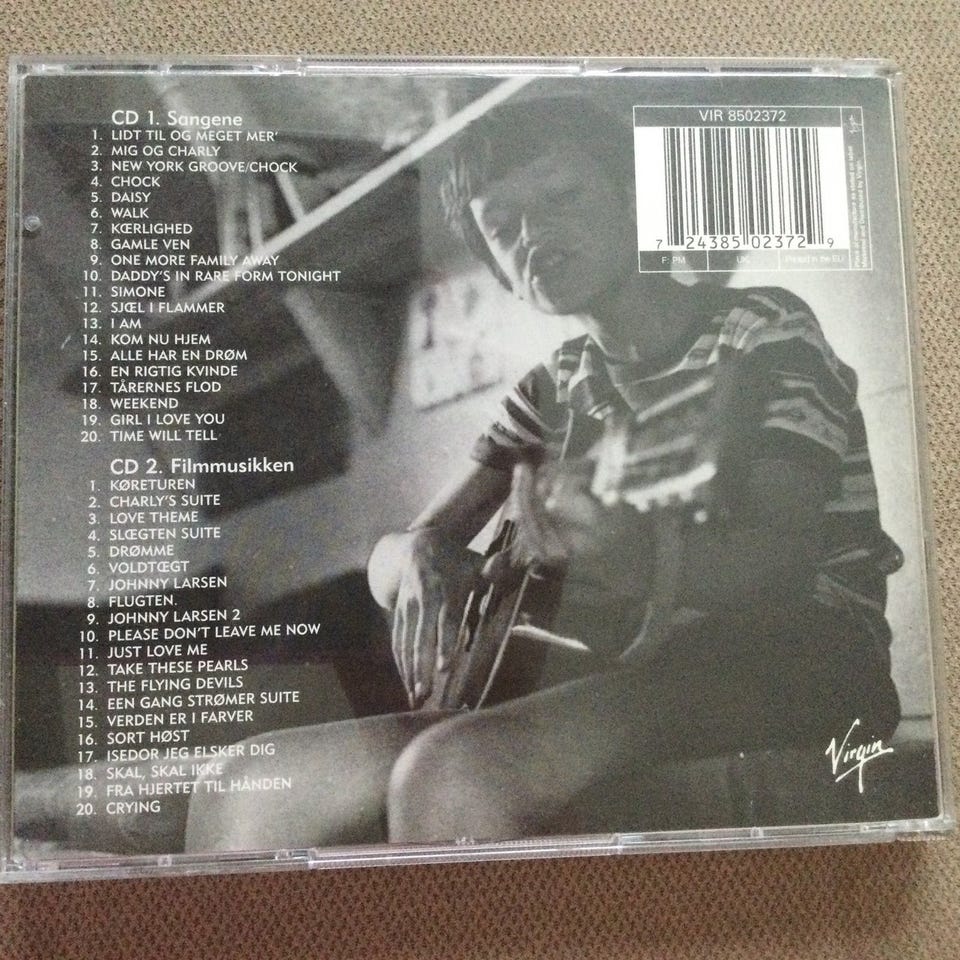 CD 1. Sangene
1. LIDT TIL OG MEGET MER'
2. MIG OG CHARLY
3. NEW YORK GROOVE/CHOCK
4. CHOCK
5. DAISY
6. WALK
7. KŒRLIGHED
8. GAMLE VEN
9. ONE MORE FAMILY AWAY
10. DADDY'S IN RARE FORM TONIGHT
11. SIMONE
12. SJŒL I FLAMMER
13. I AM
14. KOM NU HJEM
15. ALLE HAR EN DRØM
16. EN RIGTIG KVINDE
17. TÅRERNES FLOD
18. WEEKEND
19. GIRL I LOVE YOU
20. TIME WILL TELL
CD 2. Filmmusikken
1. KØRETUREN
2. CHARLY'S SUITE
3. LOVE THEME
4. SLŒGTEN SUITE
5. DRØMME
6. VOLDTŒGT
7. JOHNNY LARSEN
8. FLUGTEN.
9. JOHNNY LARSEN 2
10. PLEASE DON'T LEAVE ME NOW
11. JUST LOVE ME
12. TAKE THESE PEARLS
13. THE FLYING DEVILS
14. EEN GANG STRØMER SUITE
15. VERDEN ER I FARVER
16. SORT HØST
17. ISEDOR JEG ELSKER DIG
18. SKAL, SKAL IKKE
19. FRA HJERTET TIL HÅNDEN
20. CRYING
VIR 8502372
7 24385 02372 9
F: PM
UK:
Printed in the EU
Virgin